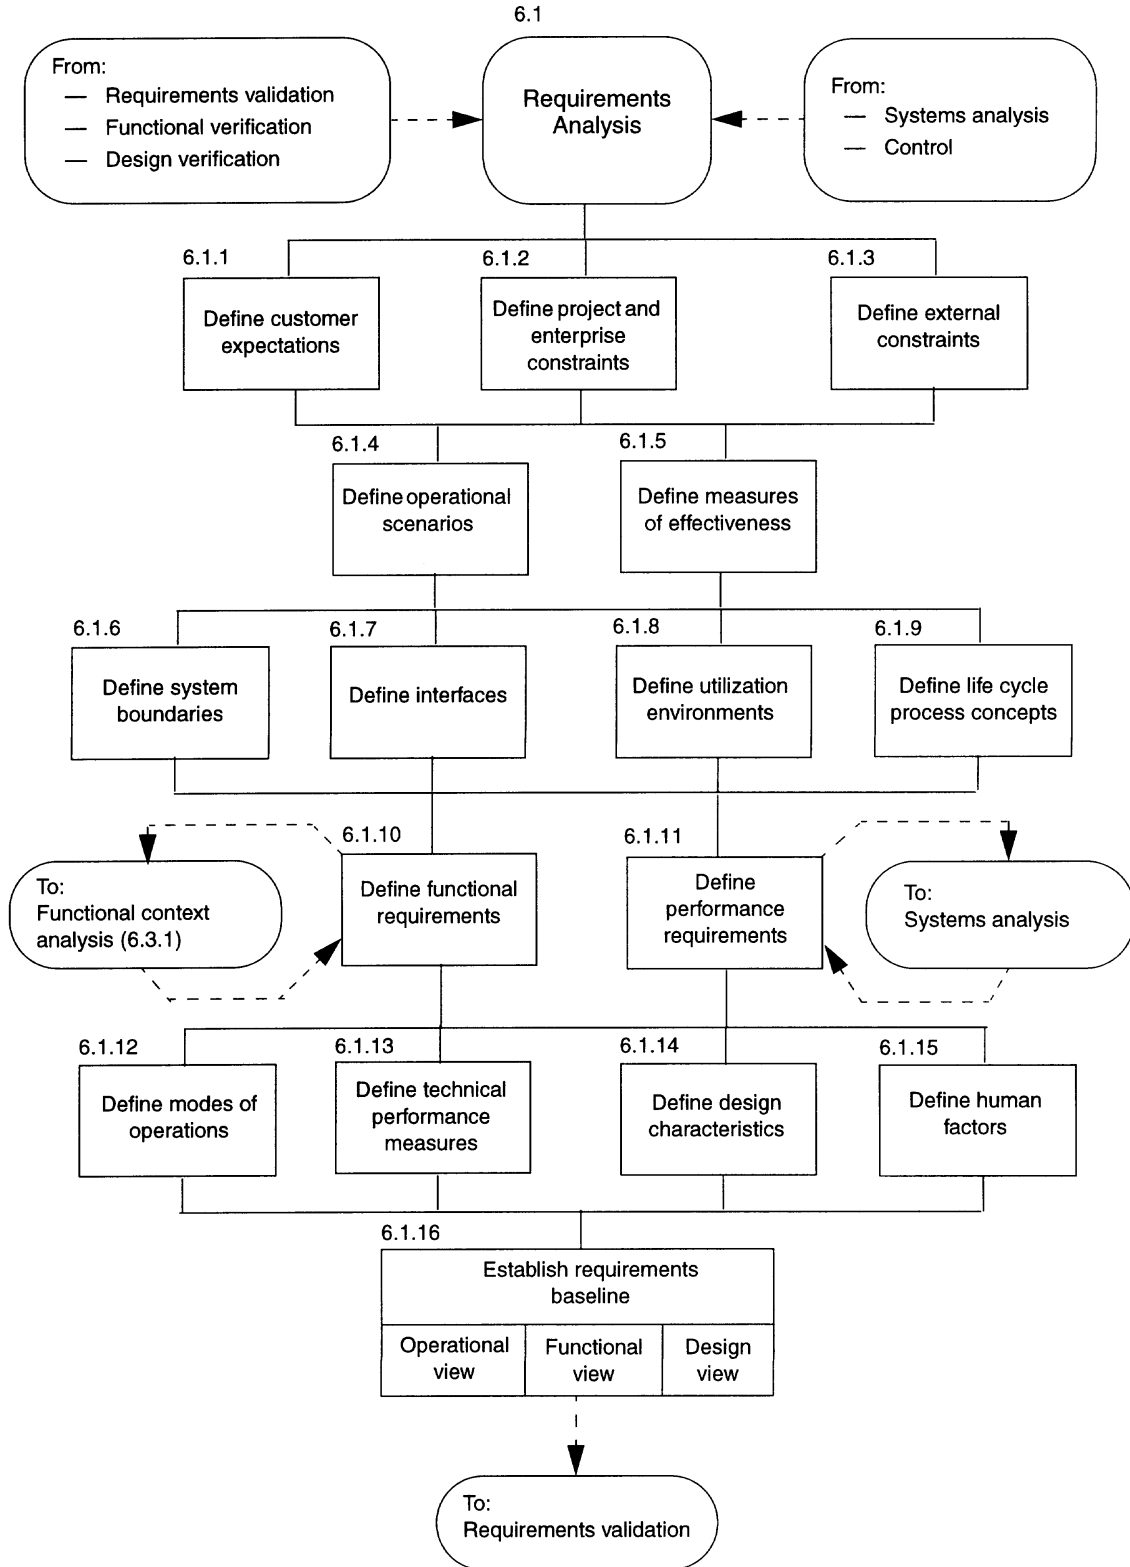 6.1
From:
— Requirements validation
— Functional verification
— Design verification
Requirements
Analysis
From:
— Systems analysis
— Control
6.1.1
Define customer
expectations
6.1.2
Define project and
enterprise
constraints
6.1.3
Define external
constraints
6.1.4
Define operational
scenarios
6.1.5
Define measures
of effectiveness
6.1.6
Define system
boundaries
6.1.7
Define interfaces
6.1.8
Define utilization
environments
6.1.9
Define life cycle
process concepts
To:
Functional context
analysis (6.3.1)
6.1.10
Define functional
requirements
6.1.11
Define
performance
requirements
To:
Systems analysis
6.1.12
Define modes of
operations
6.1.13
Define technical
performance
measures
6.1.14
Define design
characteristics
6.1.15
Define human
factors
6.1.16
Establish requirements
baseline
Operational
view
Functional
view
Design
view
To:
Requirements validation